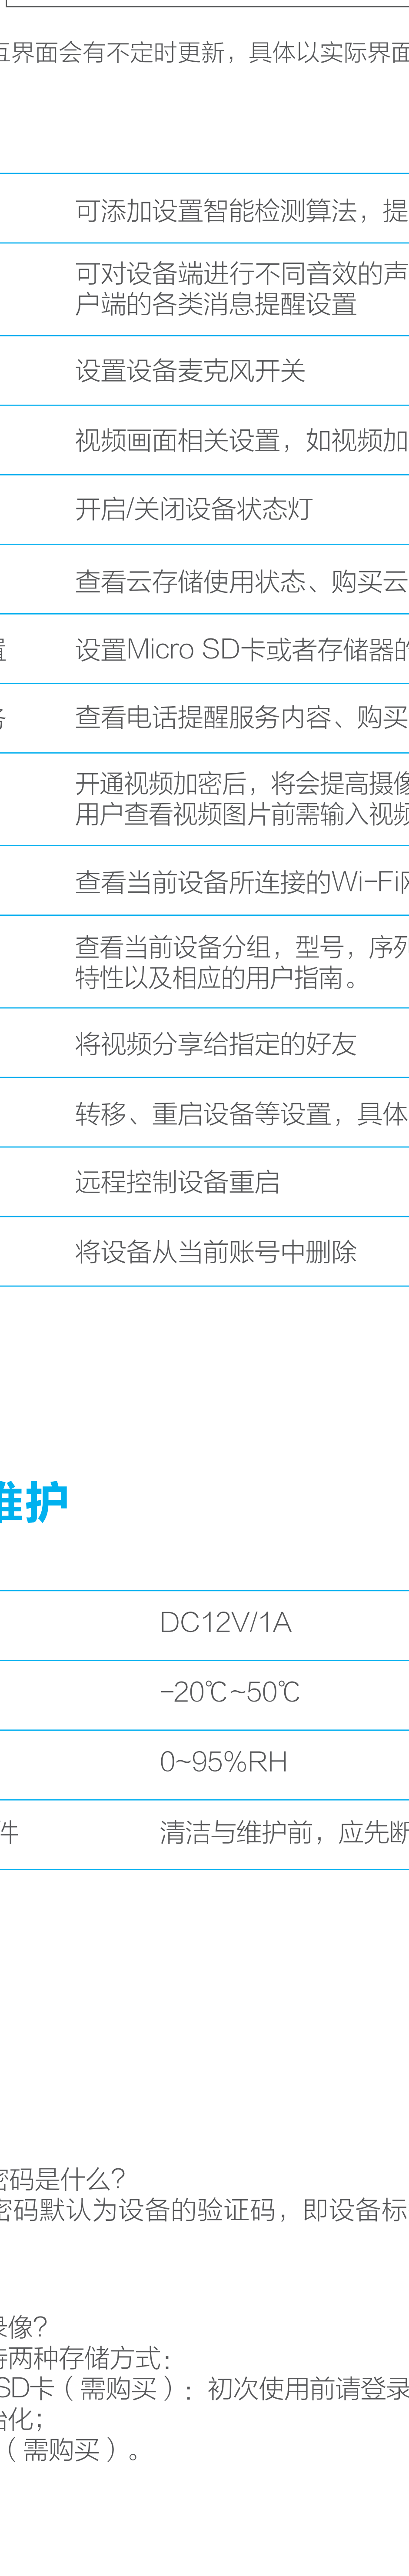 互界面会有不定时更新，具体以实际界面
可添加设置智能检测算法，提
可对设备端进行不同音效的声
户端的各类消息提醒设置
设置设备麦克风开关
视频画面相关设置，如视频加
开启/关闭设备状态灯
查看云存储使用状态、购买云
置 设置Micro SD卡或者存储器的
务 查看电话提醒服务内容、购买
开通视频加密后，将会提高摄像
用户查看视频图片前需输入视频
查看当前设备所连接的Wi-Fi网
查看当前设备分组，型号，序列
特性以及相应的用户指南。
将视频分享给指定的好友
转移、重启设备等设置，具体
远程控制设备重启
将设备从当前账号中删除
维护
DC12V/1A
-20℃~50℃
0~95%RH
件 清洁与维护前，应先断
密码是什么？
密码默认为设备的验证码，即设备标
录像？
持两种存储方式：
SD卡（需购买）：初次使用前请登录
始化；
（需购买）。